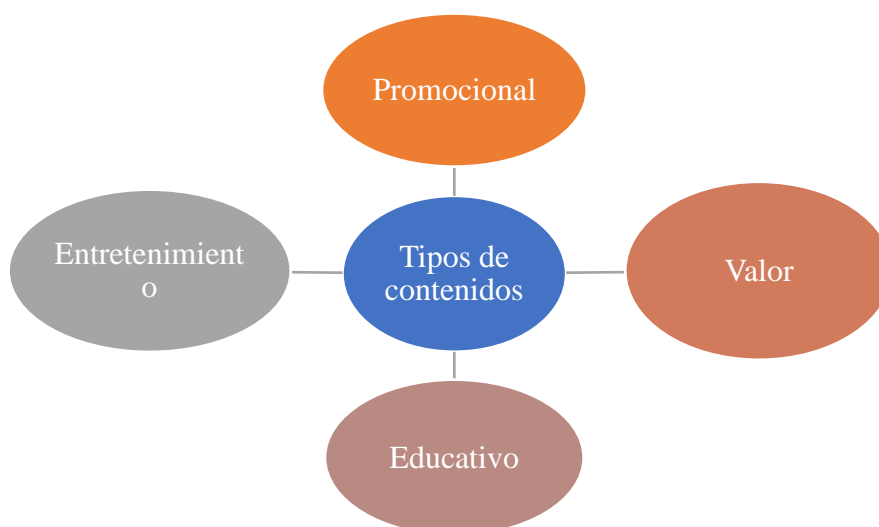 Promocional
Entretenimient
o
Tipos de
contenidos
Valor
Educativo